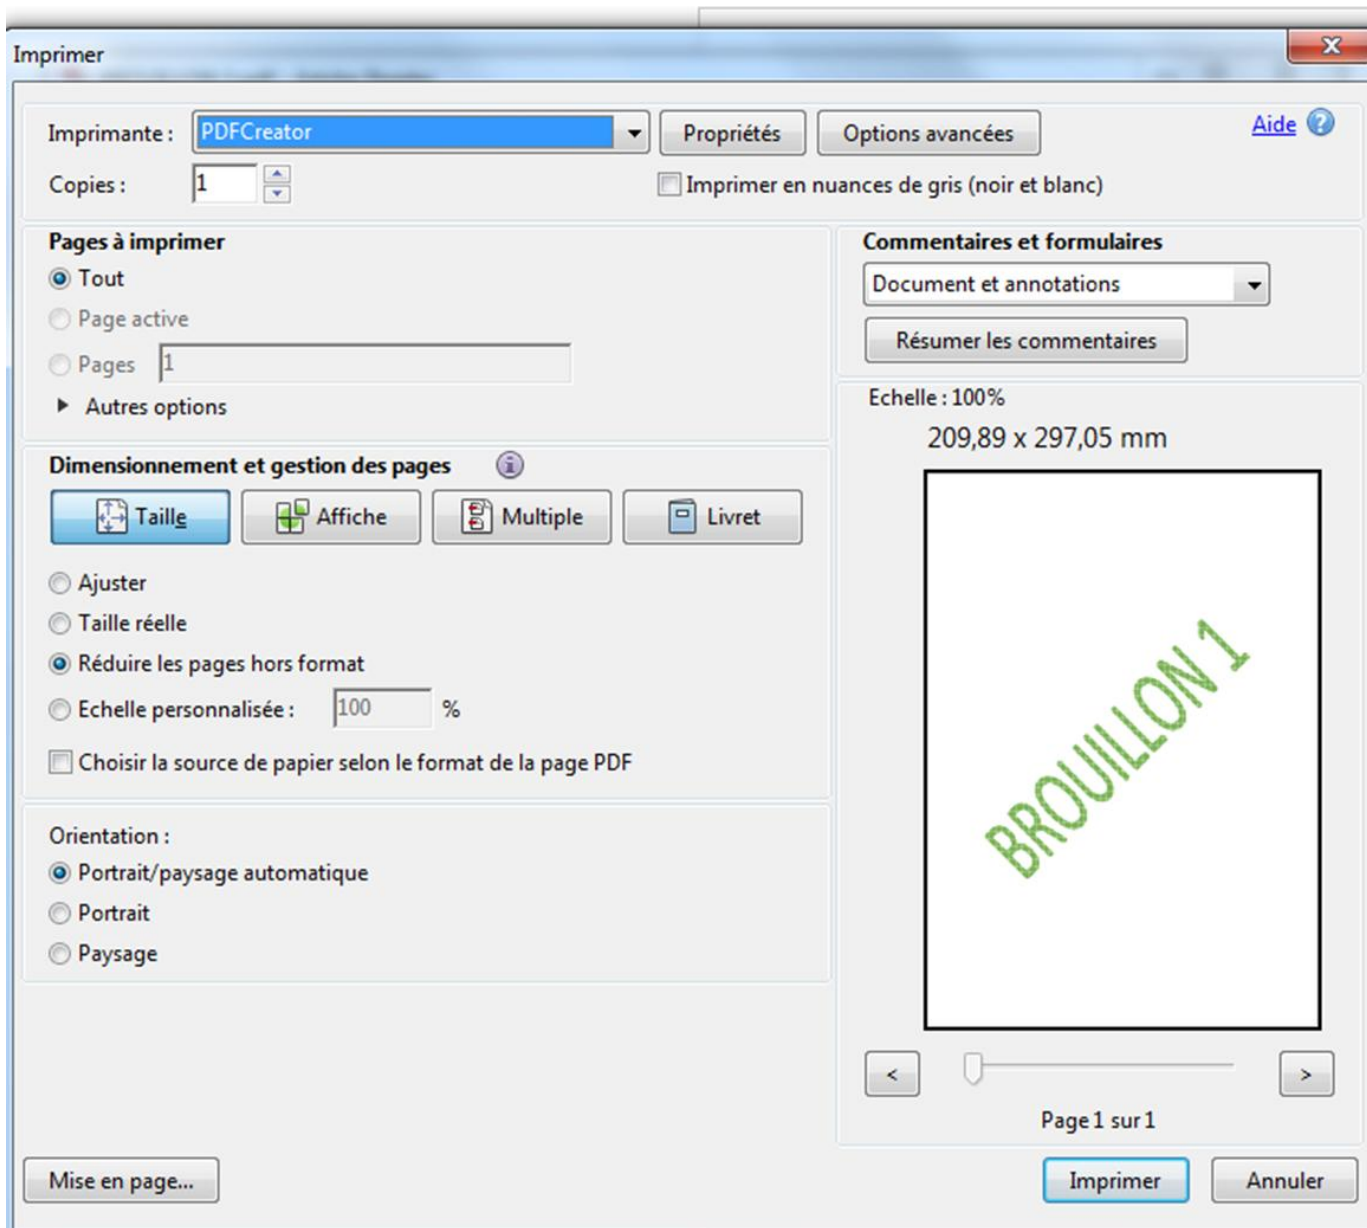 Imprimer
Imprimante : PDFCreator Propriétés Options avancées Aide
Copies : 1 Imprimer en nuances de gris (noir et blanc)
Pages à imprimer
Tout
Page active
Pages 1
Autres options
Commentaires et formulaires
Document et annotations
Résumer les commentaires
Dimensionnement et gestion des pages
Taille Affiche Multiple Livret
Ajuster
Taille réelle
Réduire les pages hors format
Echelle personnalisée : 100 %
Choisir la source de papier selon le format de la page PDF
Orientation :
Portrait/paysage automatique
Portrait
Paysage
Echelle : 100%
209,89 x 297,05 mm
BROUILLON 1
< >
Page 1 sur 1
Mise en page... Imprimer Annuler